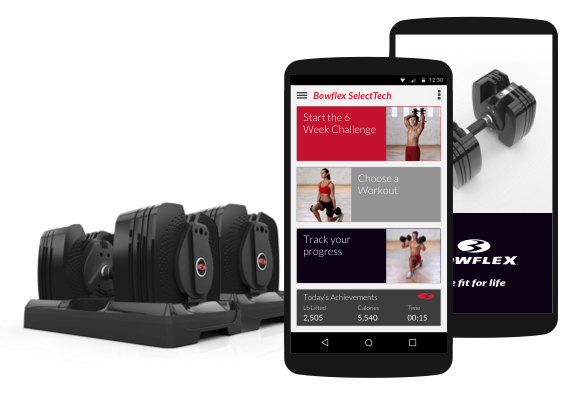 12:30
Bowflex SelectTech
Start the 6
Week Challenge
Choose a
Workout
Track your
progress
Today's Achievements
Lb Lifted Calories Time
2,505 5,540 00:15
OWFLEX
e fit for life